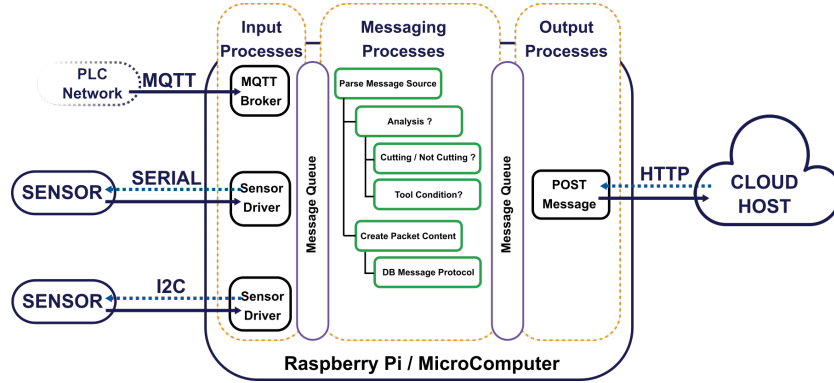 Input
Processes
Messaging
Processes
Output
Processes
PLC
Network
MQTT
MQTT
Broker
SENSOR
SERIAL
Sensor
Driver
SENSOR
I2C
Sensor
Driver
Message Queue
Parse Message Source
Analysis ?
Cutting / Not Cutting ?
Tool Condition?
Create Packet Content
DB Message Protocol
Message Queue
POST
Message
HTTP
CLOUD
HOST
Raspberry Pi / MicroComputer